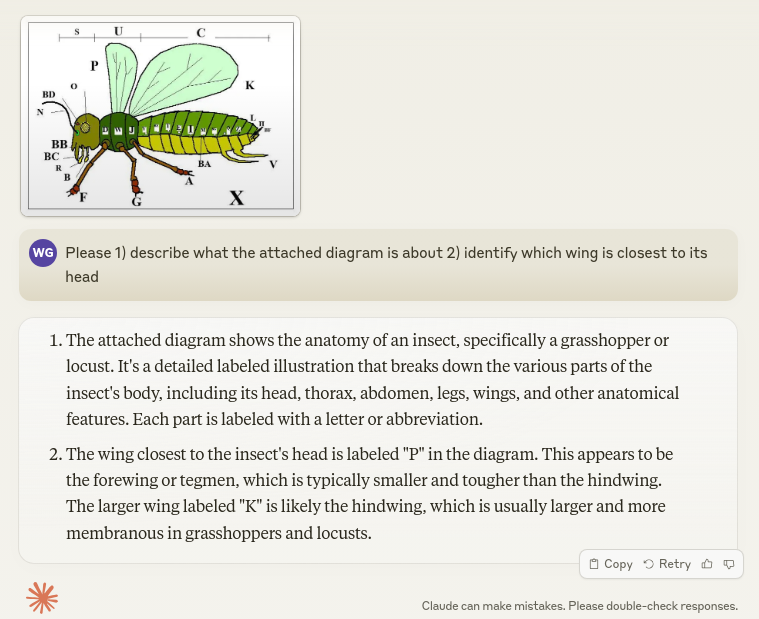 S U C
P
O
K
BD
N
L
H
BB
BC
R
B
BA
V
A
F
G
X
WG
Please 1) describe what the attached diagram is about 2) identify which wing is closest to its
head
1. The attached diagram shows the anatomy of an insect, specifically a grasshopper or
locust. It's a detailed labeled illustration that breaks down the various parts of the
insect's body, including its head, thorax, abdomen, legs, wings, and other anatomical
features. Each part is labeled with a letter or abbreviation.
2. The wing closest to the insect's head is labeled "P" in the diagram. This appears to be
the forewing or tegmen, which is typically smaller and tougher than the hindwing.
The larger wing labeled "K" is likely the hindwing, which is usually larger and more
membranous in grasshoppers and locusts.
Copy Retry
Claude can make mistakes. Please double-check responses.